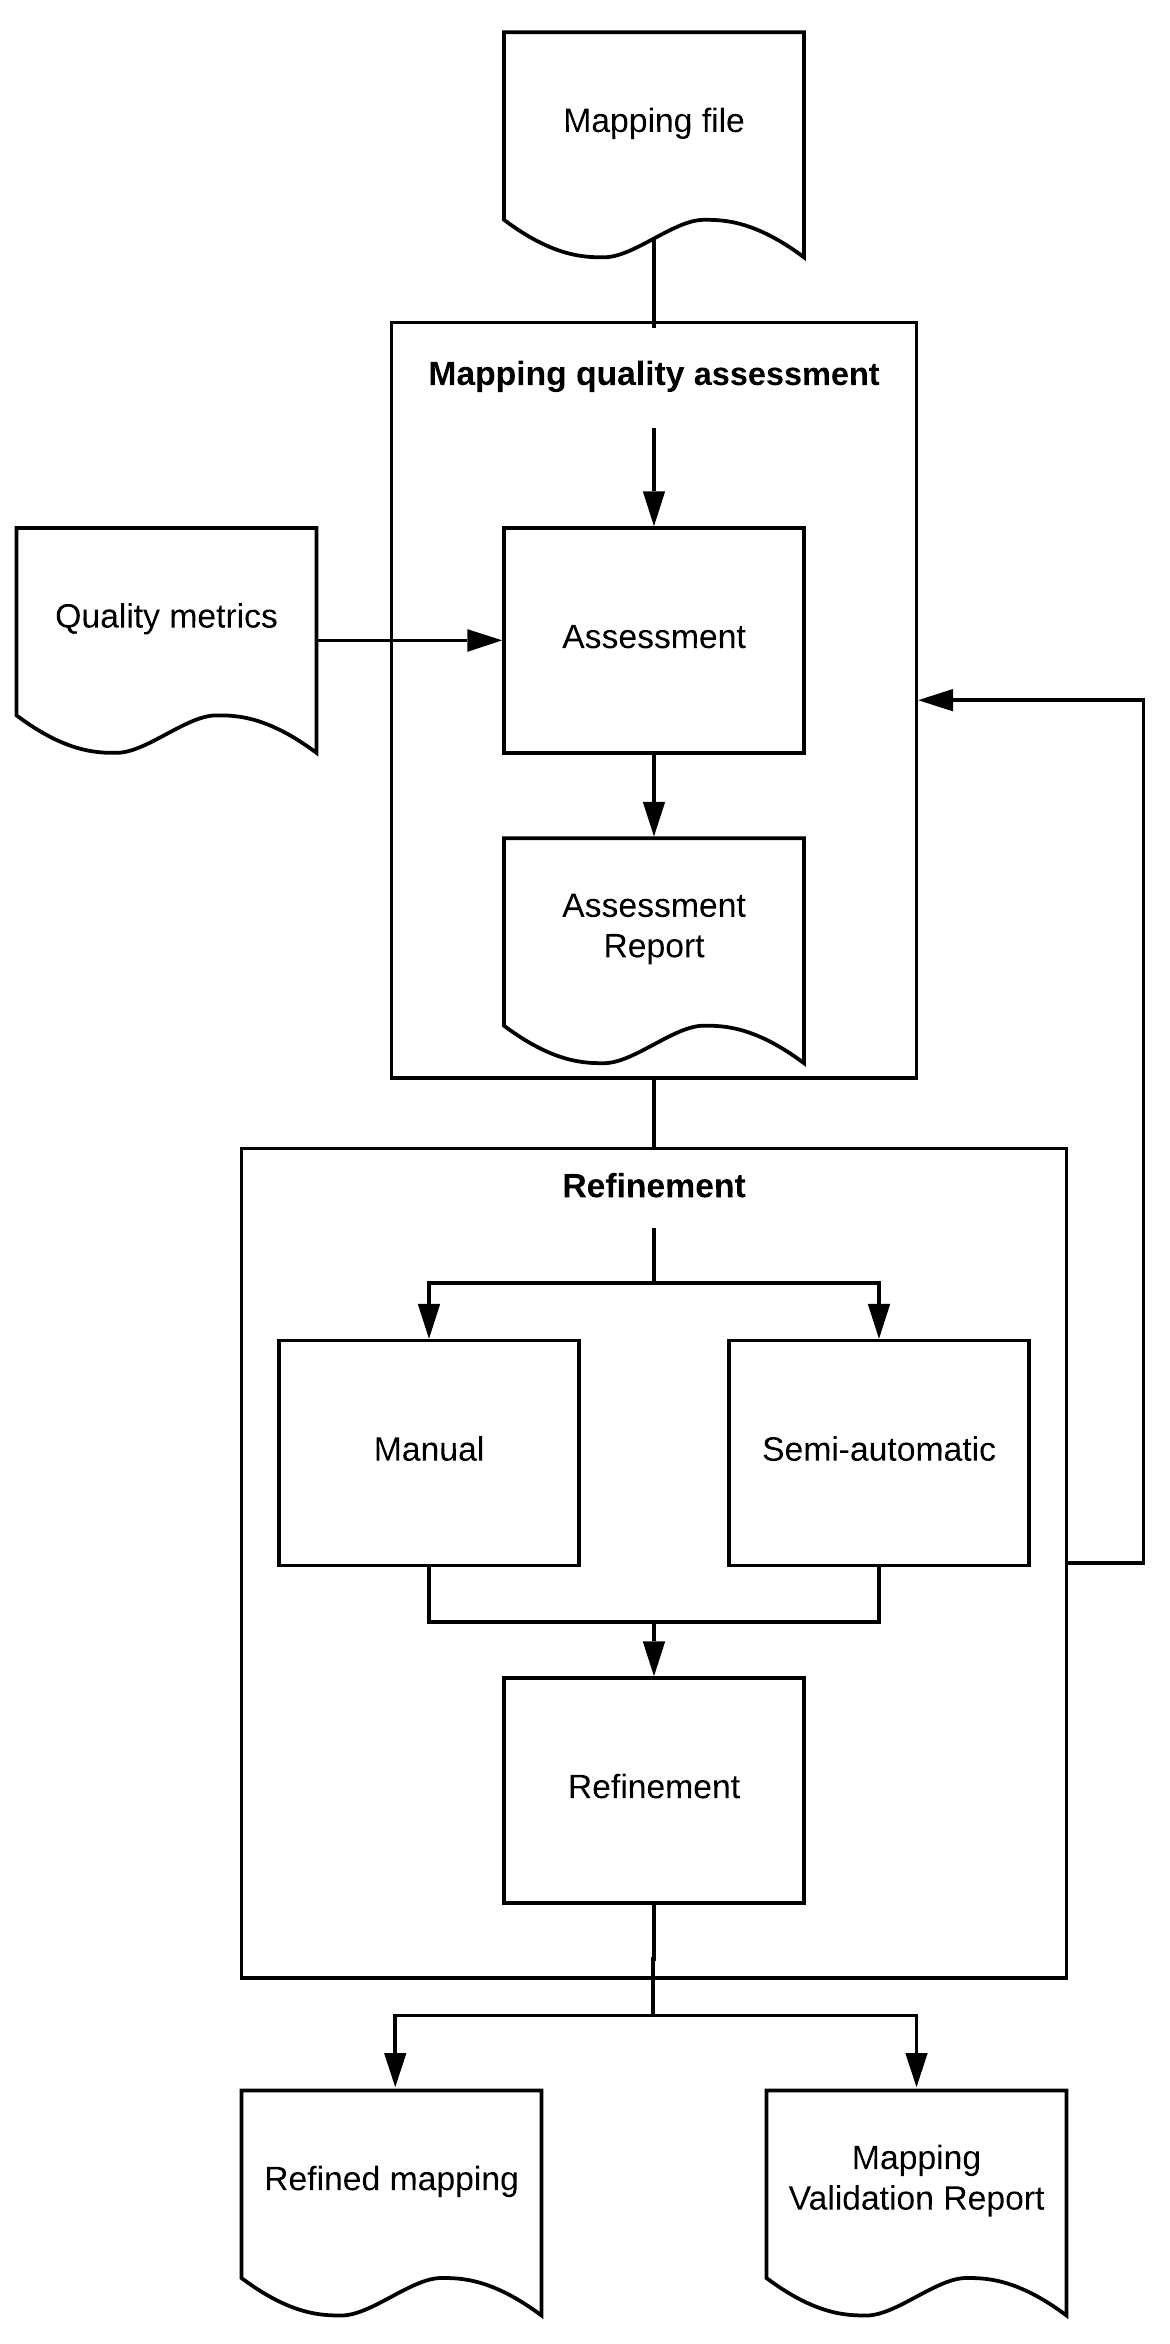 Mapping file
Mapping quality assessment
Quality metrics
Assessment
Assessment
Report
Refinement
Manual
Semi-automatic
Refinement
Refined mapping
Mapping
Validation Report